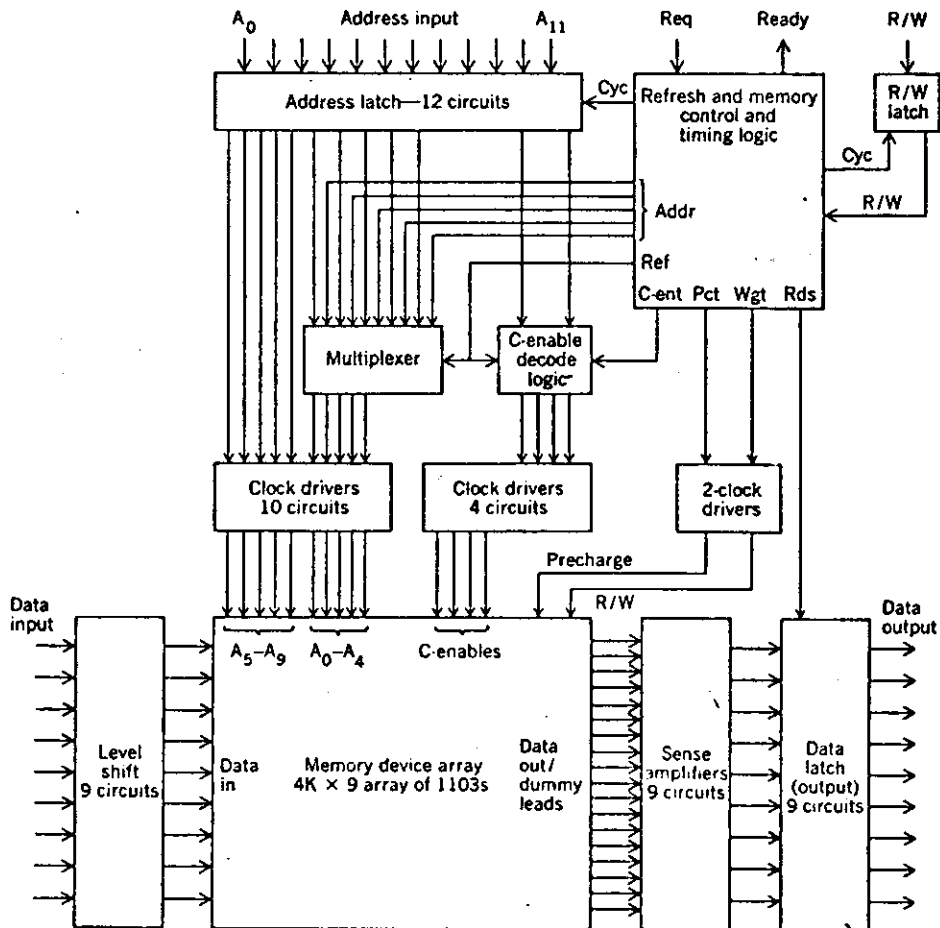 A0 Address input A11 Req Ready R/W
Address latch—12 circuits
Cyc
Refresh and memory
control and
timing logic
R/W
latch
Cyc
R/W
Addr
Ref
C-ent Pct Wgt Rds
Multiplexer
C-enable
decode
logic
Clock drivers
10 circuits
Clock drivers
4 circuits
2-clock
drivers
Precharge
R/W
Data
input
Data
output
A5–A9 A0–A4 C-enables
Level
shift
9 circuits
Data
in
Memory device array
4K × 9 array of 1103s
Data
out/
dummy
leads
Sense
amplifiers
9 circuits
Data
latch
(output)
9 circuits